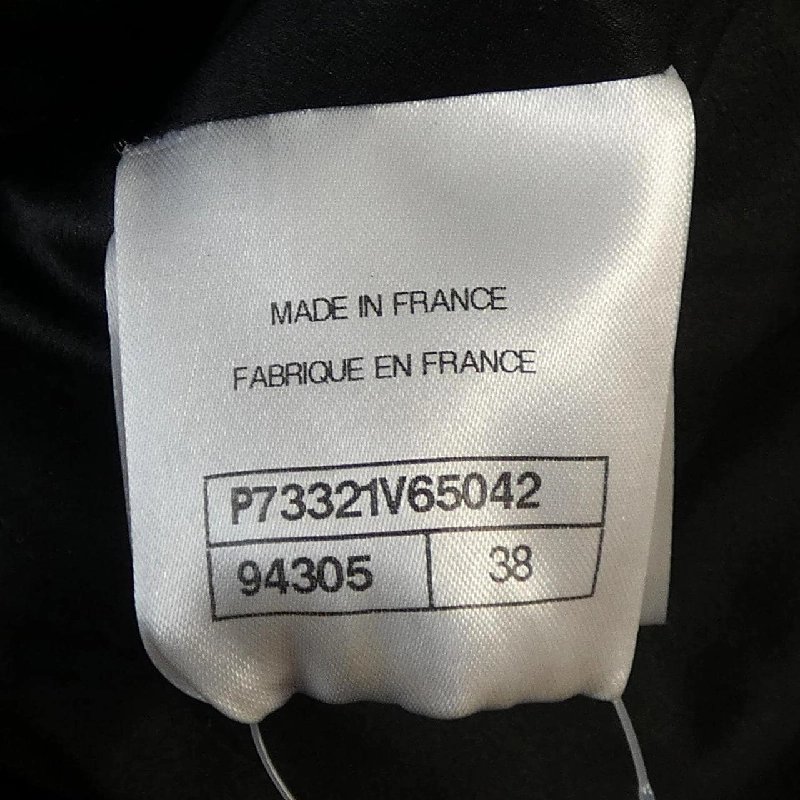 MADE IN FRANCE
FABRIQUE EN FRANCE
P73321V65042
94305 38